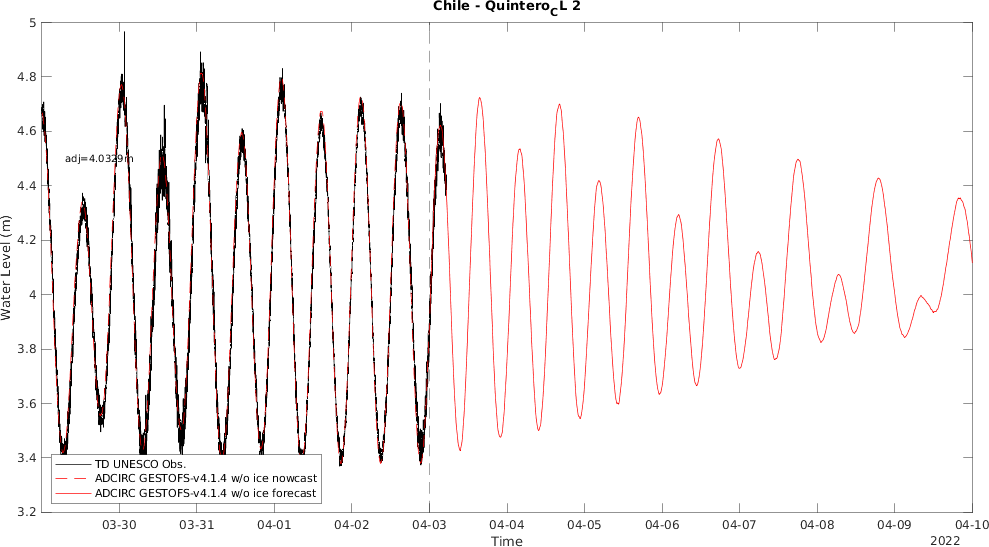 Chile - QuinteroCL 2
5
4.8
4.6
4.4
4.2
4
3.8
3.6
3.4
3.2
Water Level (m)
adj=4.0329m
TD UNESCO Obs.
ADCIRC GESTOFS-v4.1.4 w/o ice nowcast
ADCIRC GESTOFS-v4.1.4 w/o ice forecast
03-30 03-31 04-01 04-02 04-03 04-04 04-05 04-06 04-07 04-08 04-09 04-10
Time
2022